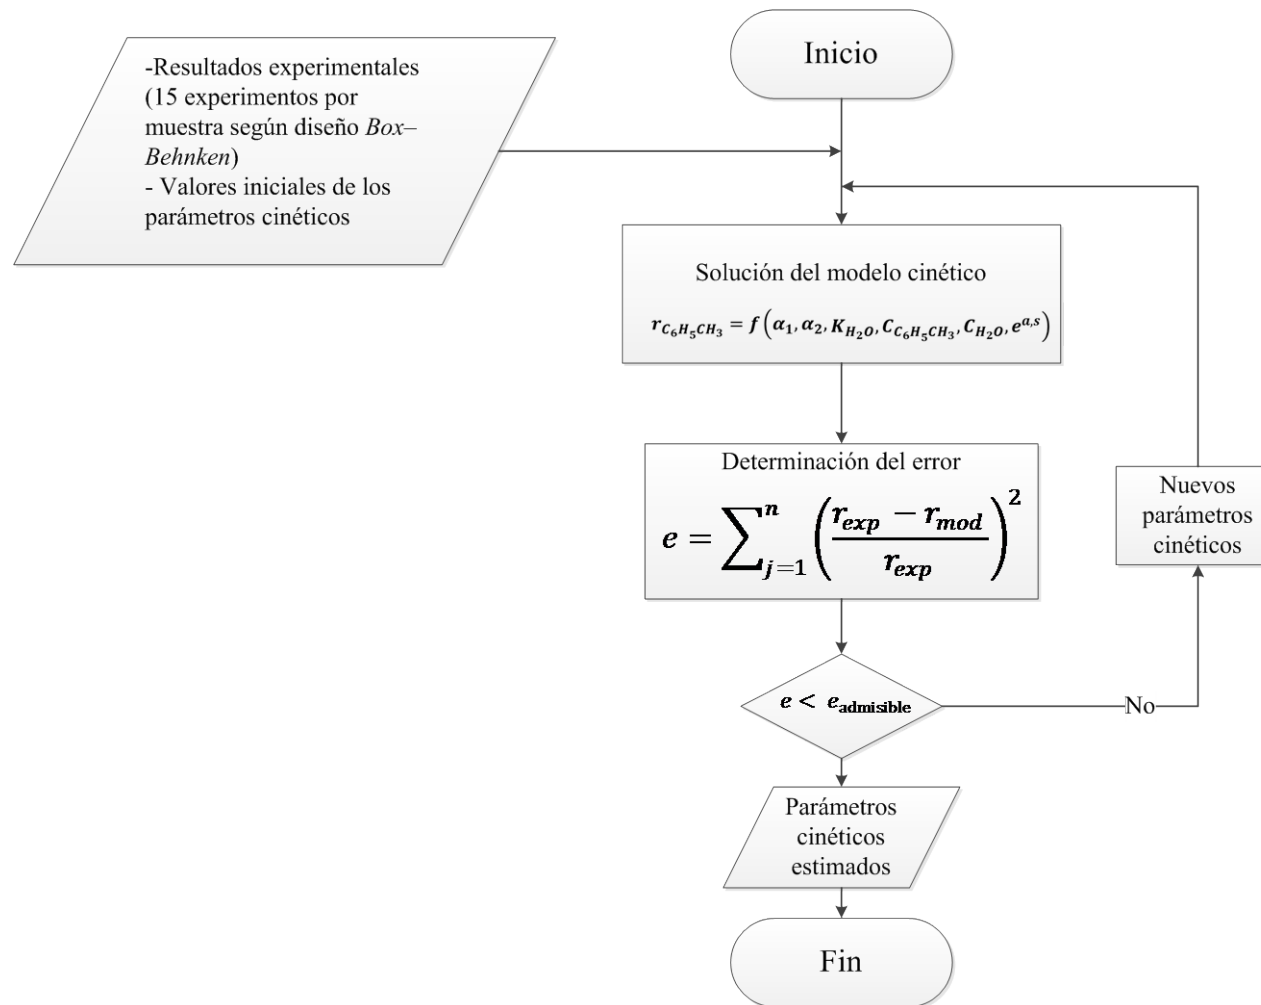 Inicio
-Resultados experimentales
(15 experimentos por
muestra según diseño Box–
Behnken)
- Valores iniciales de los
parámetros cinéticos
Solución del modelo cinético
r_{C_6H_5CH_3} = f(α_1, α_2, K_{H_2O}, C_{C_6H_5CH_3}, C_{H_2O}, e^{a,s})
Determinación del error
e = \sum_{j=1}^{n} \left( \frac{r_{exp} - r_{mod}}{r_{exp}} \right)^2
Nuevos
parámetros
cinéticos
e < e_{admisible}
No
Parámetros
cinéticos
estimados
Fin